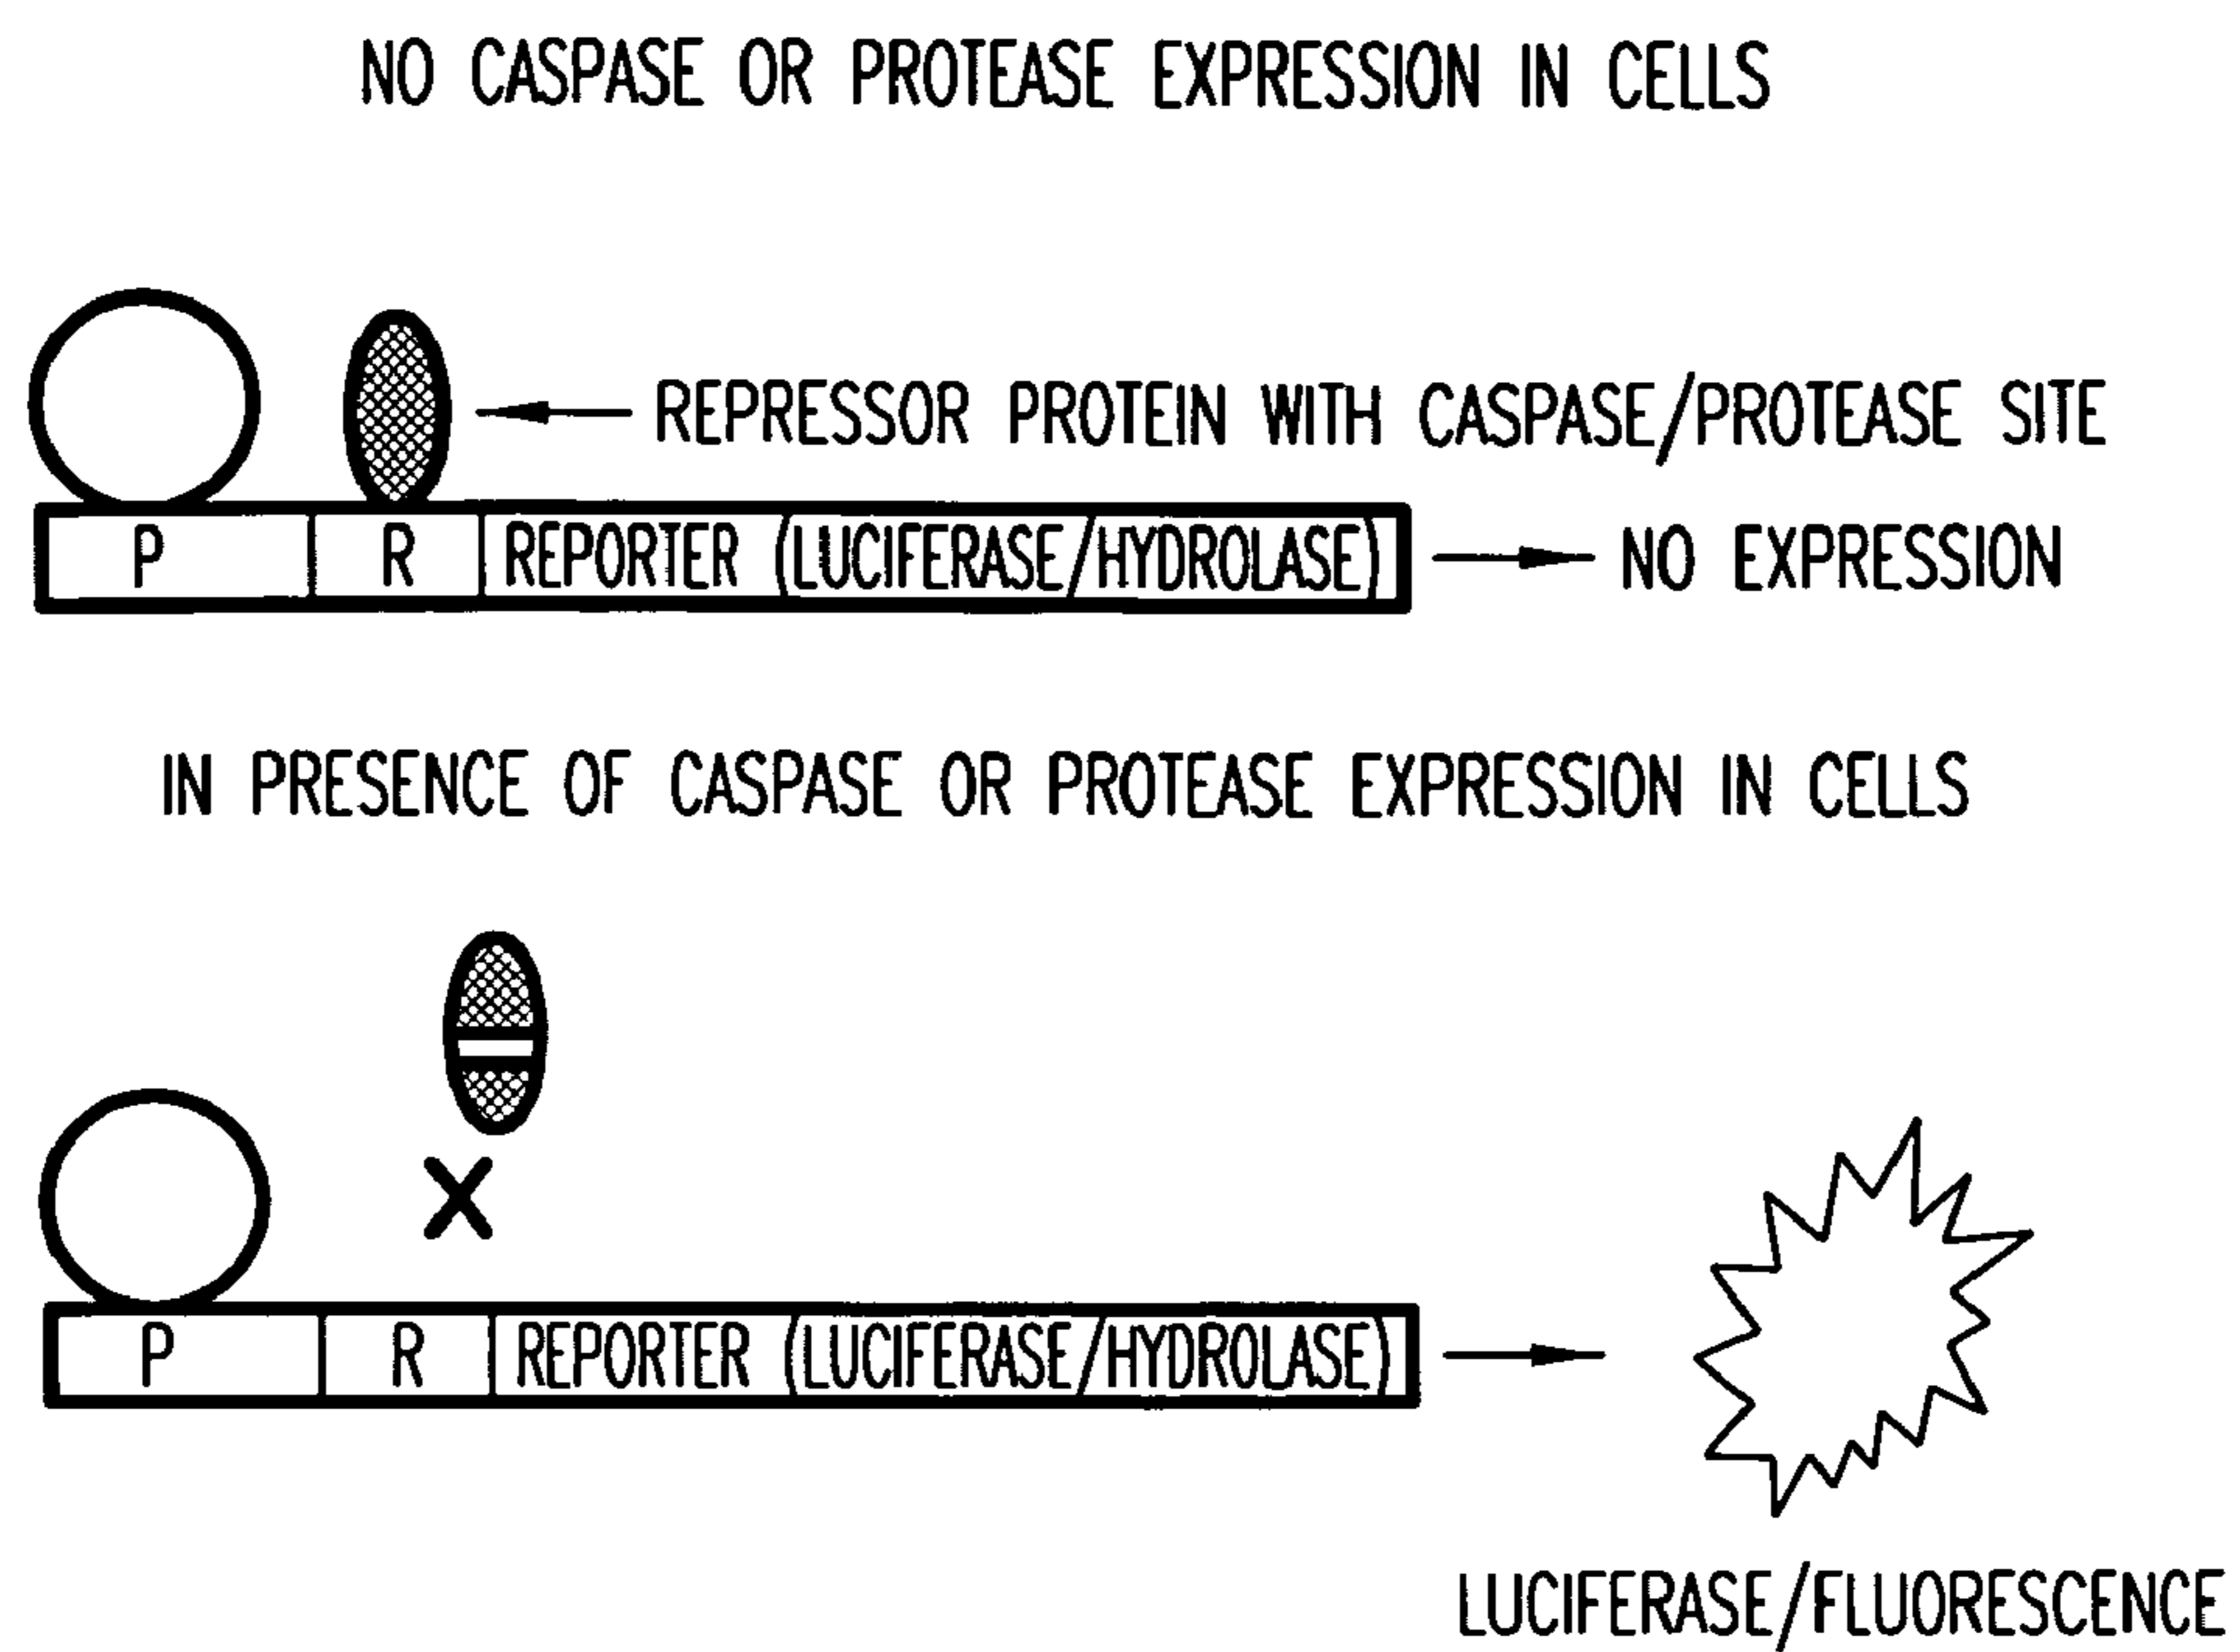 NO CASPASE OR PROTEASE EXPRESSION IN CELLS
REPRESSOR PROTEIN WITH CASPASE/PROTEASE SITE
P R REPORTER (LUCIFERASE/HYDROLASE) NO EXPRESSION
IN PRESENCE OF CASPASE OR PROTEASE EXPRESSION IN CELLS
X
P R REPORTER (LUCIFERASE/HYDROLASE)
LUCIFERASE/FLUORESCENCE